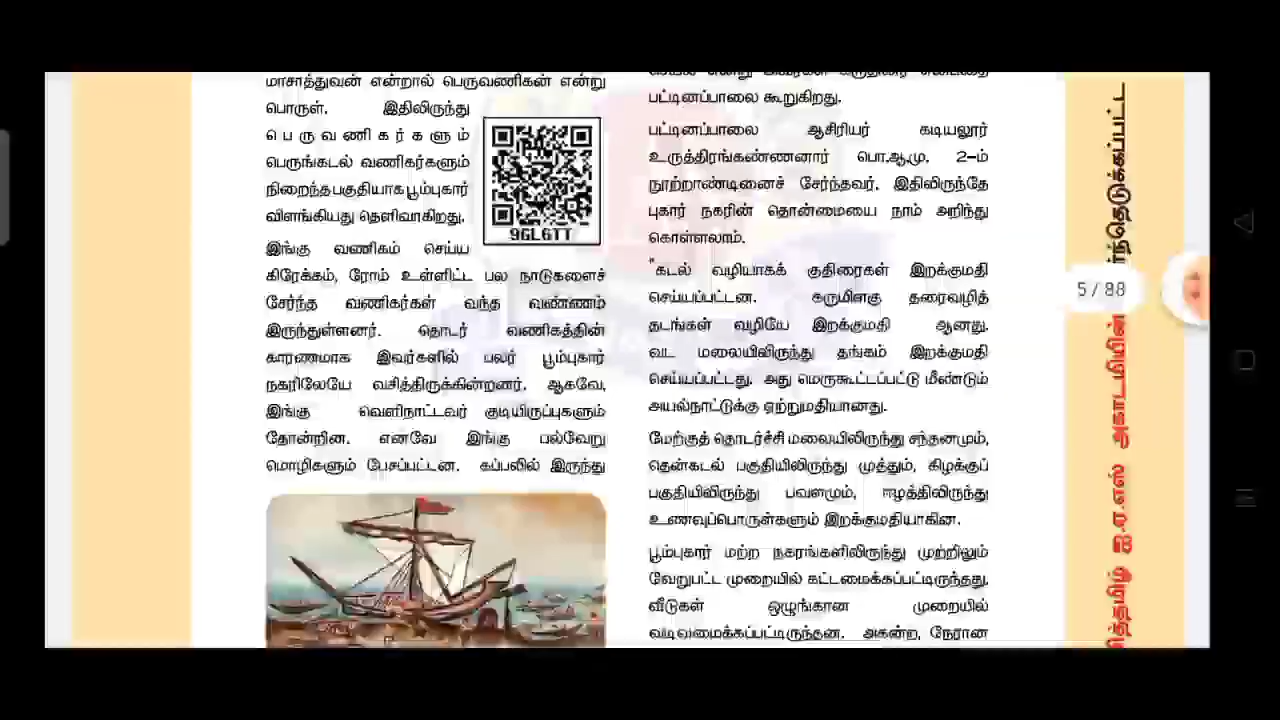 மாசாத்துவன் என்றால் பெருவணிகன் என்று
பொருள். இதிலிருந்து
பெருவணிகர்களும்
பெருங்கடல் வணிகர்களும்
நிறைந்தபகுதியாகபூம்புகார்
விளங்கியது தெளிவாகிறது.
இங்கு வணிகம் செய்ய
கிரேக்கம், ரோம் உள்ளிட்ட பல நாடுகளைச்
சேர்ந்த வணிகர்கள் வந்த வண்ணம்
இருந்துள்ளனர். தொடர் வணிகத்தின்
காரணமாக இவர்களில் பலர் பூம்புகார்
நகரிலேயே வசித்திருக்கின்றனர். ஆகவே,
இங்கு வெளிநாட்டவர் குடியிருப்புகளும்
தோன்றின. எனவே இங்கு பல்வேறு
மொழிகளும் பேசப்பட்டன. கப்பலில் இருந்து
9GL6TT
பட்டினப்பாலை கூறுகிறது.
பட்டினப்பாலை ஆசிரியர் கடியலூர்
உருத்திரங்கண்ணனார் பொ.ஆ.மு. 2-ம்
நூற்றாண்டினைச் சேர்ந்தவர். இதிலிருந்தே
புகார் நகரின் தொன்மையை நாம் அறிந்து
கொள்ளலாம்.
"கடல் வழியாகக் குதிரைகள் இறக்குமதி
செய்யப்பட்டன. கருமிளகு தரைவழித்
தடங்கள் வழியே இறக்குமதி ஆனது.
வட மலையிலிருந்து தங்கம் இறக்குமதி
செய்யப்பட்டது. அது மெருகூட்டப்பட்டு மீண்டும்
அயல்நாட்டுக்கு ஏற்றுமதியானது.
மேற்குத் தொடர்ச்சி மலையிலிருந்து சந்தனமும்,
தென்கடல் பகுதியிலிருந்து முத்தும், கிழக்குப்
பகுதியிலிருந்து பவளமும், ஈழத்திலிருந்து
உணவுப்பொருள்களும் இறக்குமதியாகின.
பூம்புகார் மற்ற நகரங்களிலிருந்து முற்றிலும்
வேறுபட்ட முறையில் கட்டமைக்கப்பட்டிருந்தது.
வீடுகள் ஒழுங்கான முறையில்
வடிவமைக்கப்பட்டிருந்தன. அகன்ற, நேரான
5/88
அகாடமியின்
ஐ.ஏ.எஸ்